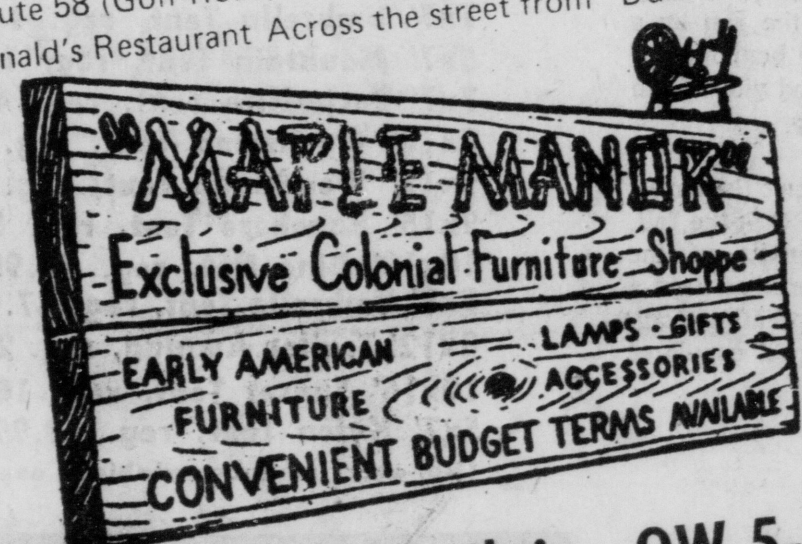 ute 58 (Golf
nald's Restaurant Across the street from
"MAPLE MANOR"
Exclusive Colonial Furniture Shoppe
EARLY AMERICAN
FURNITURE
LAMPS · GIFTS
ACCESSORIES
CONVENIENT BUDGET TERMS AVAILABLE
OW 5-